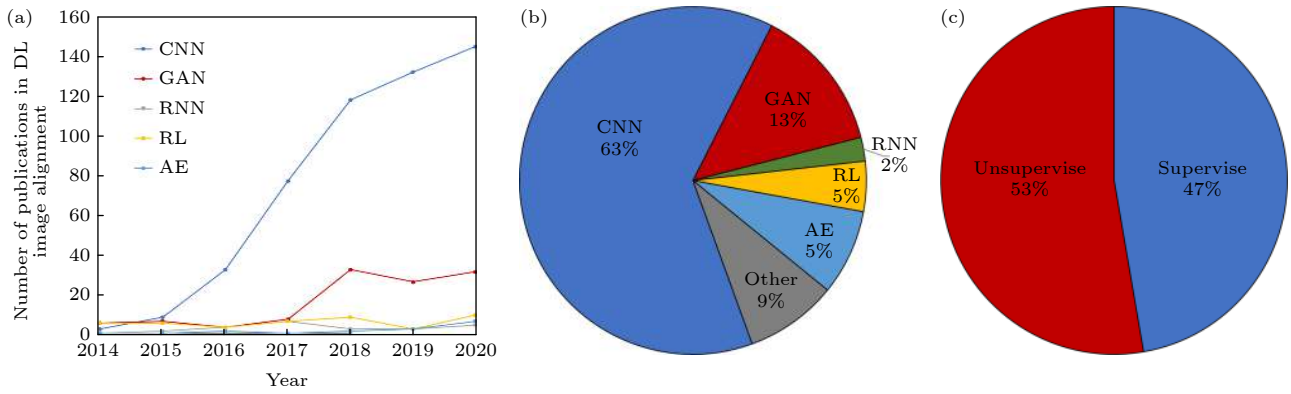 (a)
Number of publications in DL
image alignment
160
140
120
100
80
60
40
20
0
CNN
GAN
RNN
RL
AE
2014 2015 2016 2017 2018 2019 2020
Year
(b)
CNN
63%
GAN
13%
RNN
2%
RL
5%
AE
5%
Other
9%
(c)
Unsupervise
53%
Supervise
47%